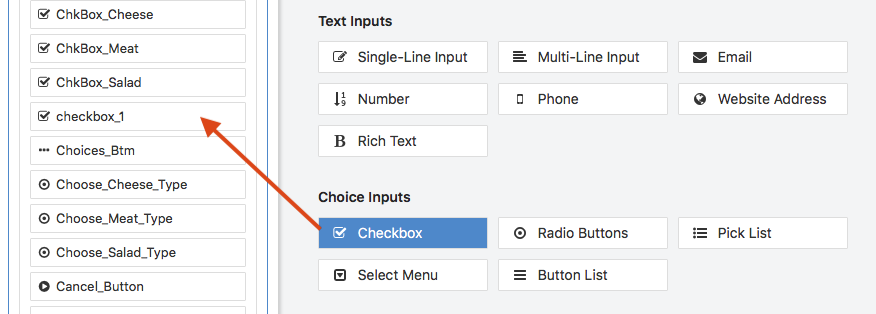 ChkBox_Cheese
ChkBox_Meat
ChkBox_Salad
checkbox_1
Choices_Btm
Choose_Cheese_Type
Choose_Meat_Type
Choose_Salad_Type
Cancel_Button
Text Inputs
Single-Line Input Multi-Line Input Email
Number Phone Website Address
B Rich Text
Choice Inputs
Checkbox Radio Buttons Pick List
Select Menu Button List